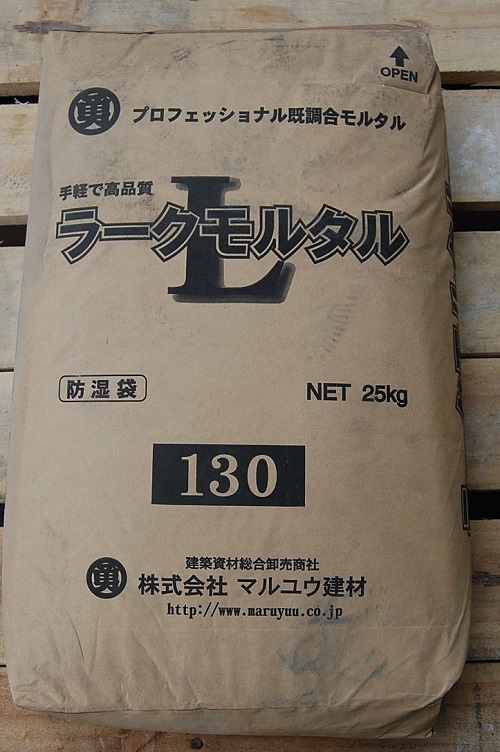 OPEN
勇 プロフェッショナル既調合モルタル
手軽で高品質
L
ラークモルタル
防湿袋 NET 25kg
130
建築資材総合卸売商社
勇 株式会社 マルユウ建材
http://www.maruyuu.co.jp